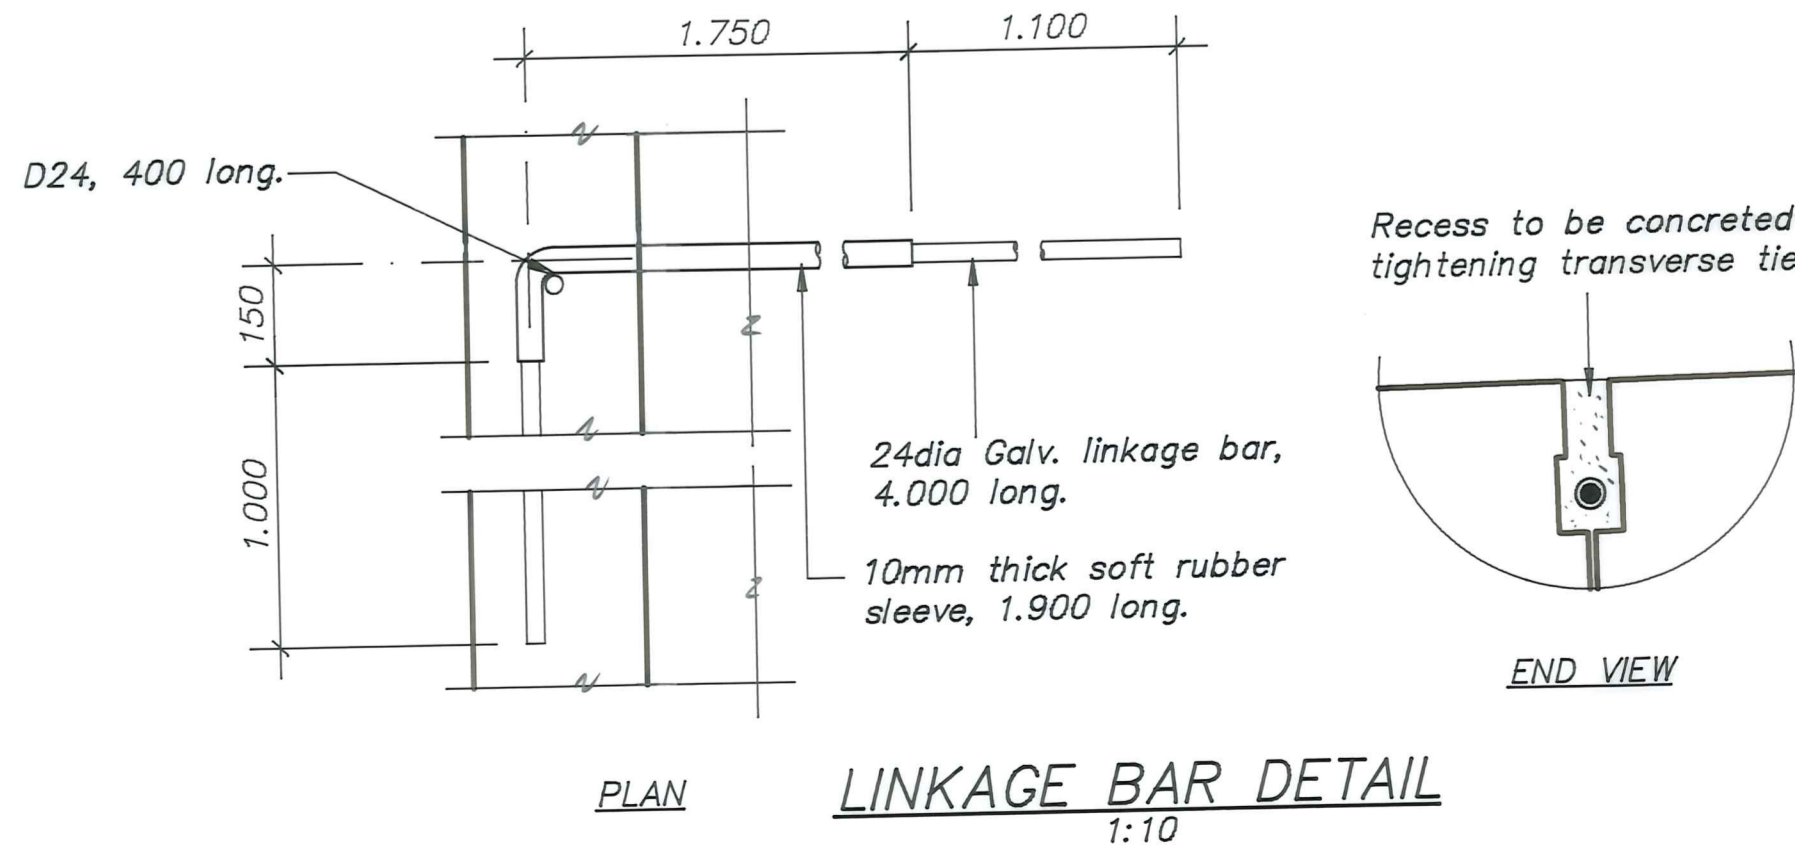 1.750
1.100
D24, 400 long.
Recess to be concreted
tightening transverse tie
150
1.000
24dia Galv. linkage bar,
4.000 long.
10mm thick soft rubber
sleeve, 1.900 long.
END VIEW
PLAN
LINKAGE BAR DETAIL
1:10